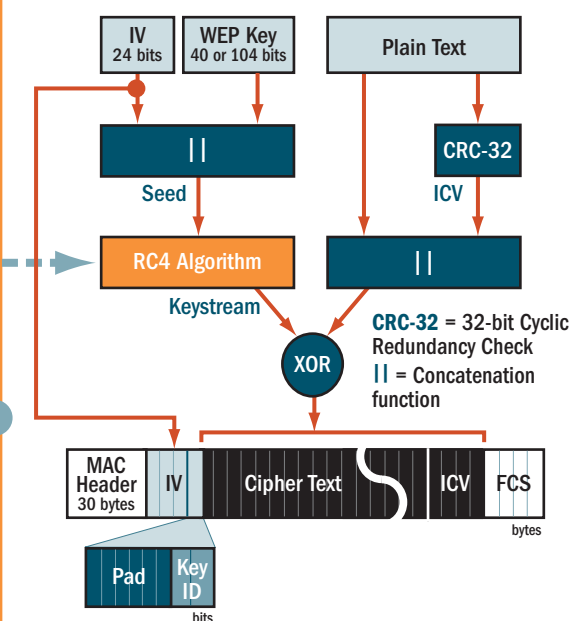 IV
24 bits
WEP Key
40 or 104 bits
Plain Text
||
CRC-32
Seed
ICV
RC4 Algorithm
||
Keystream
XOR
CRC-32 = 32-bit Cyclic
Redundancy Check
|| = Concatenation
function
MAC
Header
30 bytes
IV
Cipher Text
ICV
FCS
bytes
Pad
Key
ID
bits